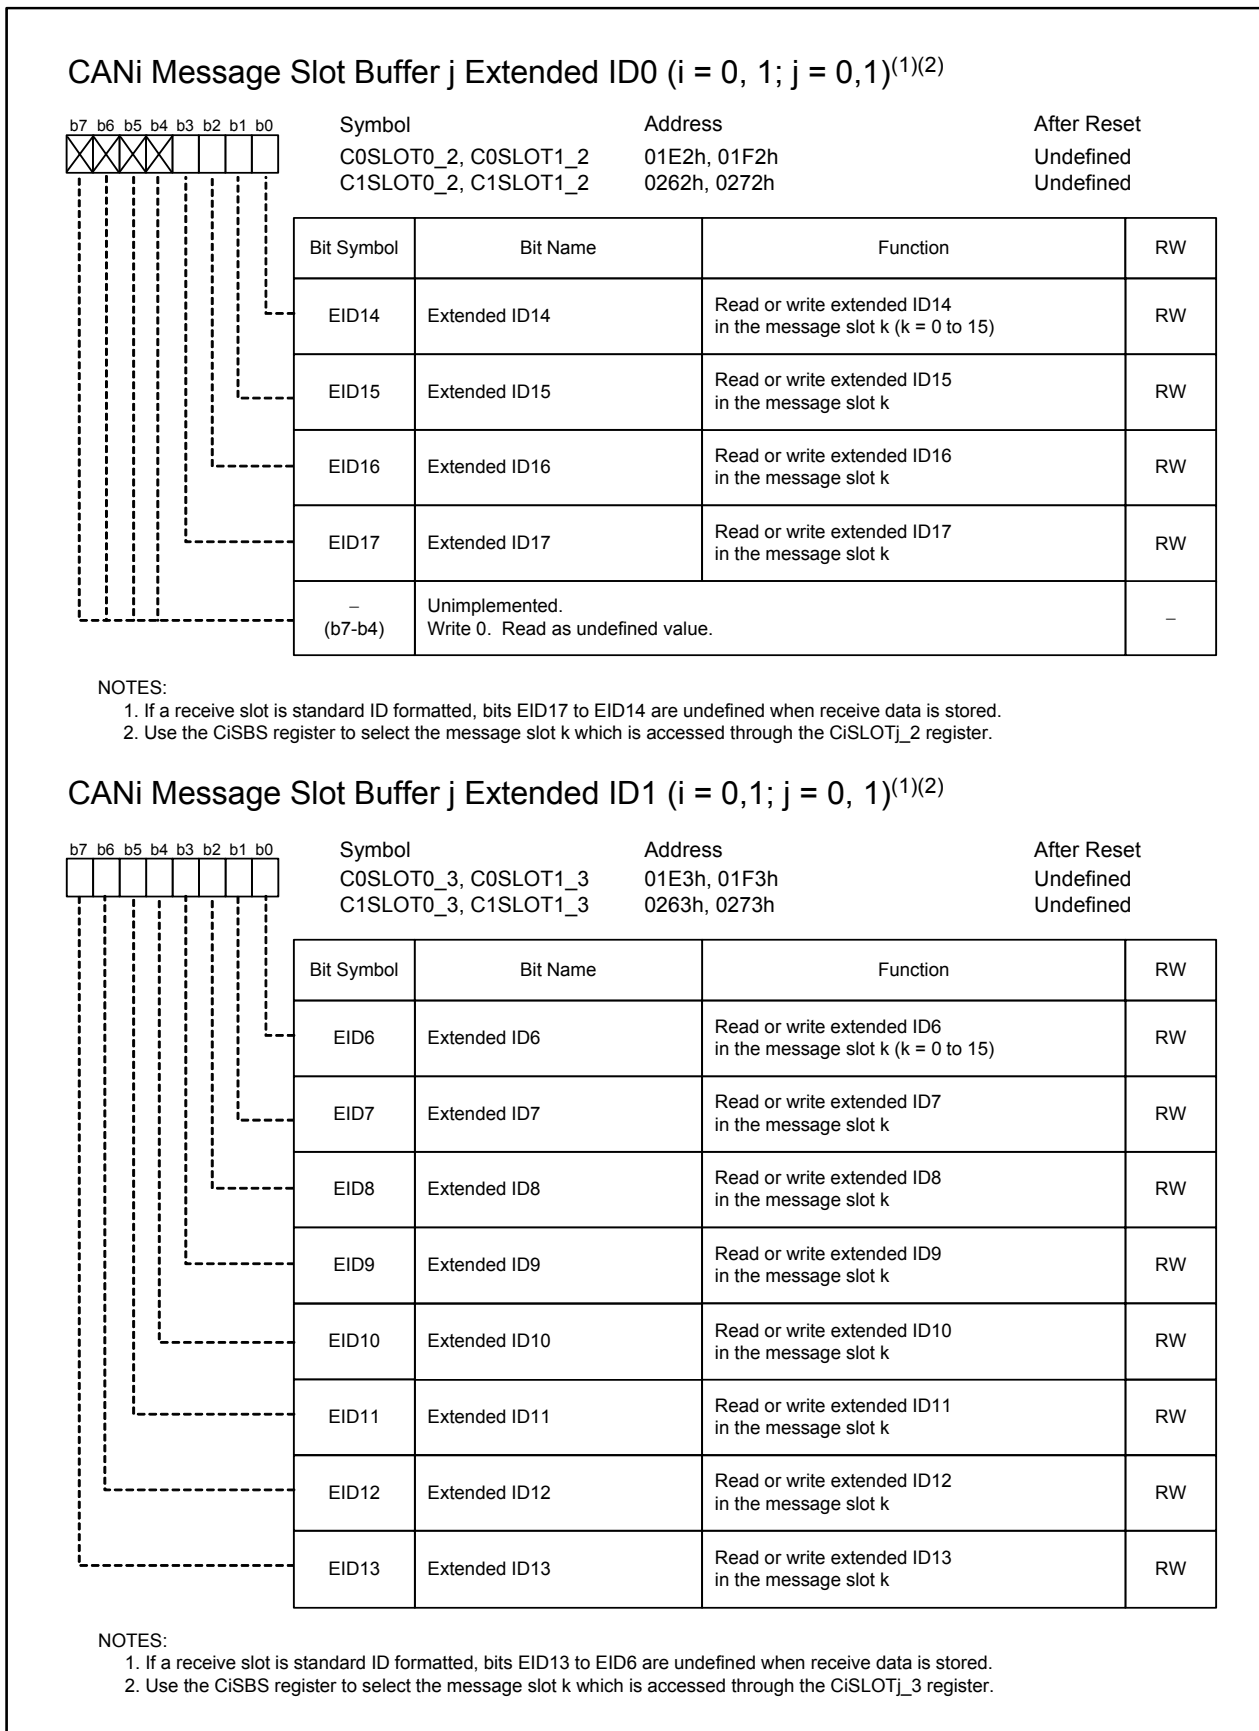 CANi Message Slot Buffer j Extended ID0 (i = 0, 1; j = 0,1)(1)(2)
b7 b6 b5 b4 b3 b2 b1 b0
Symbol Address After Reset
C0SLOT0_2, C0SLOT1_2 01E2h, 01F2h Undefined
C1SLOT0_2, C1SLOT1_2 0262h, 0272h Undefined
Bit Symbol Bit Name Function RW
EID14 Extended ID14 Read or write extended ID14
in the message slot k (k = 0 to 15) RW
EID15 Extended ID15 Read or write extended ID15
in the message slot k RW
EID16 Extended ID16 Read or write extended ID16
in the message slot k RW
EID17 Extended ID17 Read or write extended ID17
in the message slot k RW
– Unimplemented.
(b7-b4) Write 0. Read as undefined value. –
NOTES:
1. If a receive slot is standard ID formatted, bits EID17 to EID14 are undefined when receive data is stored.
2. Use the CiSBS register to select the message slot k which is accessed through the CiSLOTj_2 register.
CANi Message Slot Buffer j Extended ID1 (i = 0,1; j = 0, 1)(1)(2)
b7 b6 b5 b4 b3 b2 b1 b0
Symbol Address After Reset
C0SLOT0_3, C0SLOT1_3 01E3h, 01F3h Undefined
C1SLOT0_3, C1SLOT1_3 0263h, 0273h Undefined
Bit Symbol Bit Name Function RW
EID6 Extended ID6 Read or write extended ID6
in the message slot k (k = 0 to 15) RW
EID7 Extended ID7 Read or write extended ID7
in the message slot k RW
EID8 Extended ID8 Read or write extended ID8
in the message slot k RW
EID9 Extended ID9 Read or write extended ID9
in the message slot k RW
EID10 Extended ID10 Read or write extended ID10
in the message slot k RW
EID11 Extended ID11 Read or write extended ID11
in the message slot k RW
EID12 Extended ID12 Read or write extended ID12
in the message slot k RW
EID13 Extended ID13 Read or write extended ID13
in the message slot k RW
NOTES:
1. If a receive slot is standard ID formatted, bits EID13 to EID6 are undefined when receive data is stored.
2. Use the CiSBS register to select the message slot k which is accessed through the CiSLOTj_3 register.